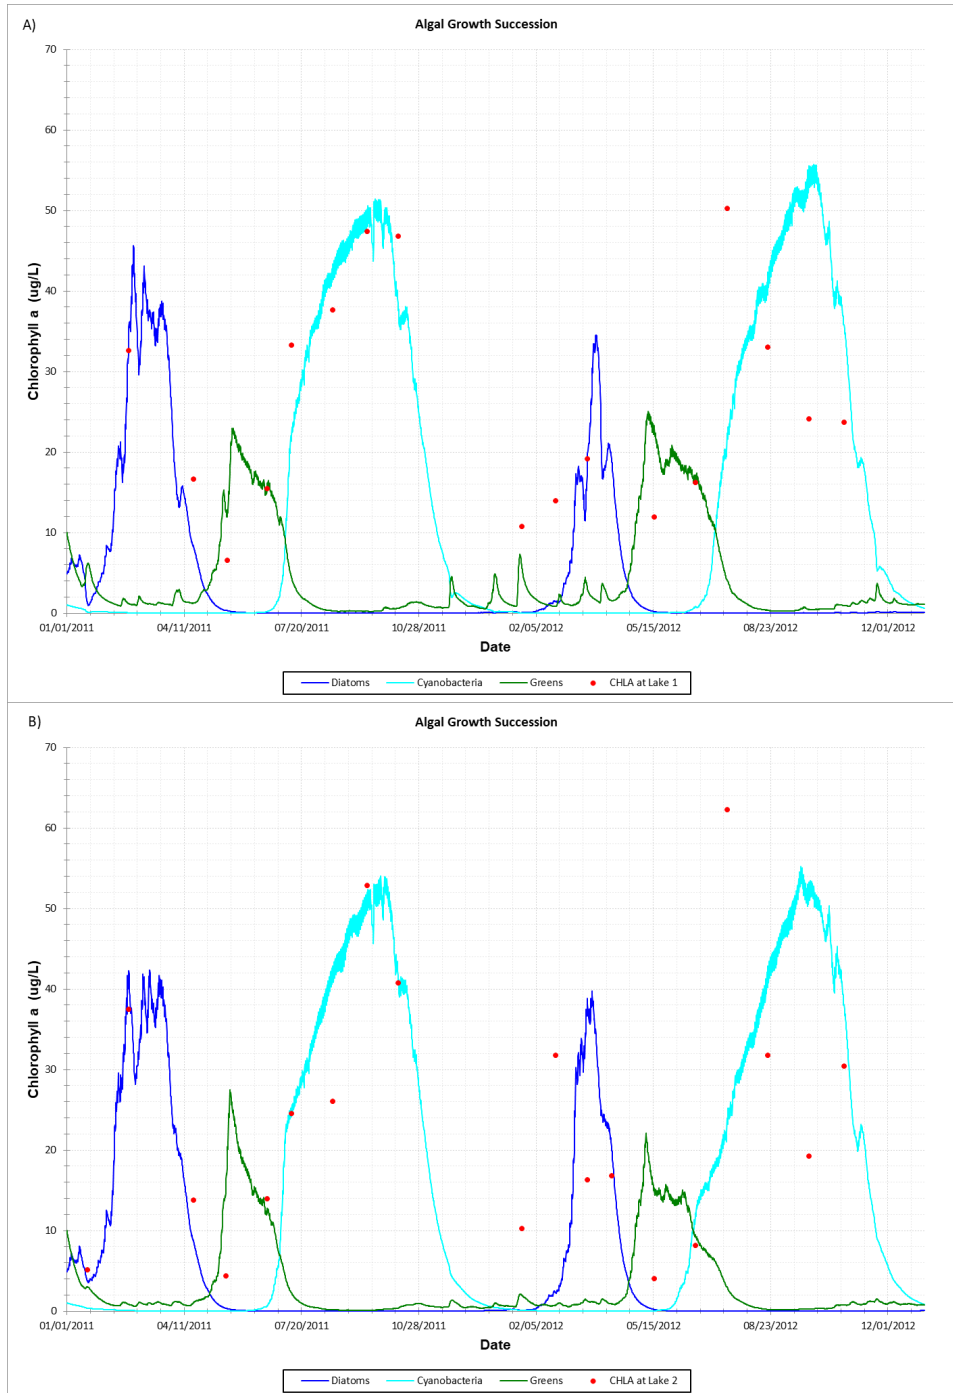 A)
Algal Growth Succession
70
60
50
40
30
20
10
0
Chlorophyll a (ug/L)
01/01/2011 04/11/2011 07/20/2011 10/28/2011 02/05/2012 05/15/2012 08/23/2012 12/01/2012
Date
Diatoms Cyanobacteria Greens CHLA at Lake 1
B)
Algal Growth Succession
70
60
50
40
30
20
10
0
Chlorophyll a (ug/L)
01/01/2011 04/11/2011 07/20/2011 10/28/2011 02/05/2012 05/15/2012 08/23/2012 12/01/2012
Date
Diatoms Cyanobacteria Greens CHLA at Lake 2